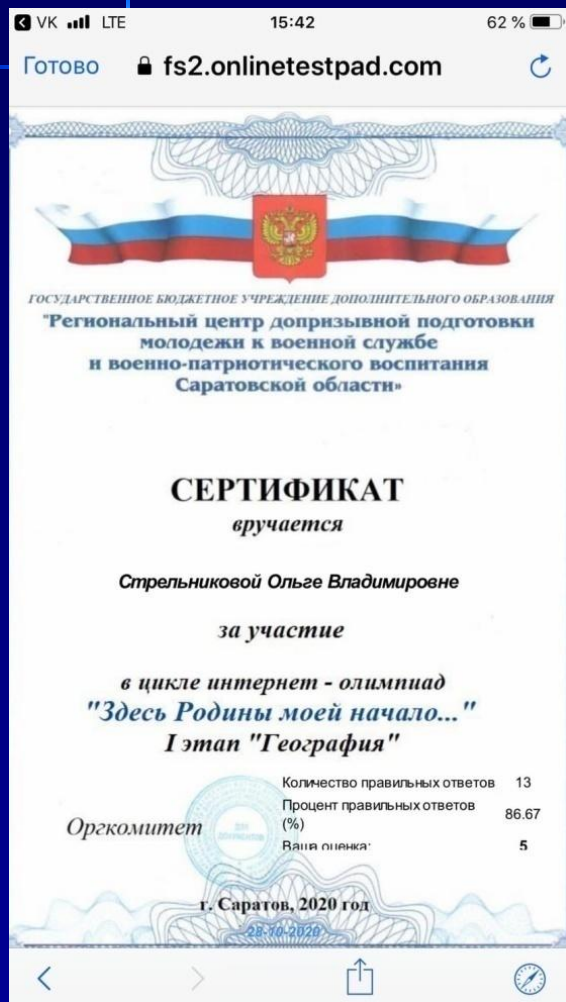 VK LTE 15:42 62 %
Готово fs2.onlinetestpad.com
ГОСУДАРСТВЕННОЕ БЮДЖЕТНОЕ УЧРЕЖДЕНИЕ ДОПОЛНИТЕЛЬНОГО ОБРАЗОВАНИЯ
"Региональный центр допризывной подготовки
молодежи к военной службе
и военно-патриотического воспитания
Саратовской области»
СЕРТИФИКАТ
вручается
Стрельниковой Ольге Владимировне
за участие
в цикле интернет - олимпиад
"Здесь Родины моей начало..."
I этап "География"
Количество правильных ответов 13
Процент правильных ответов
(%) 86.67
Оргкомитет
Ваша оценка: 5
г. Саратов, 2020 год
28-10-2020